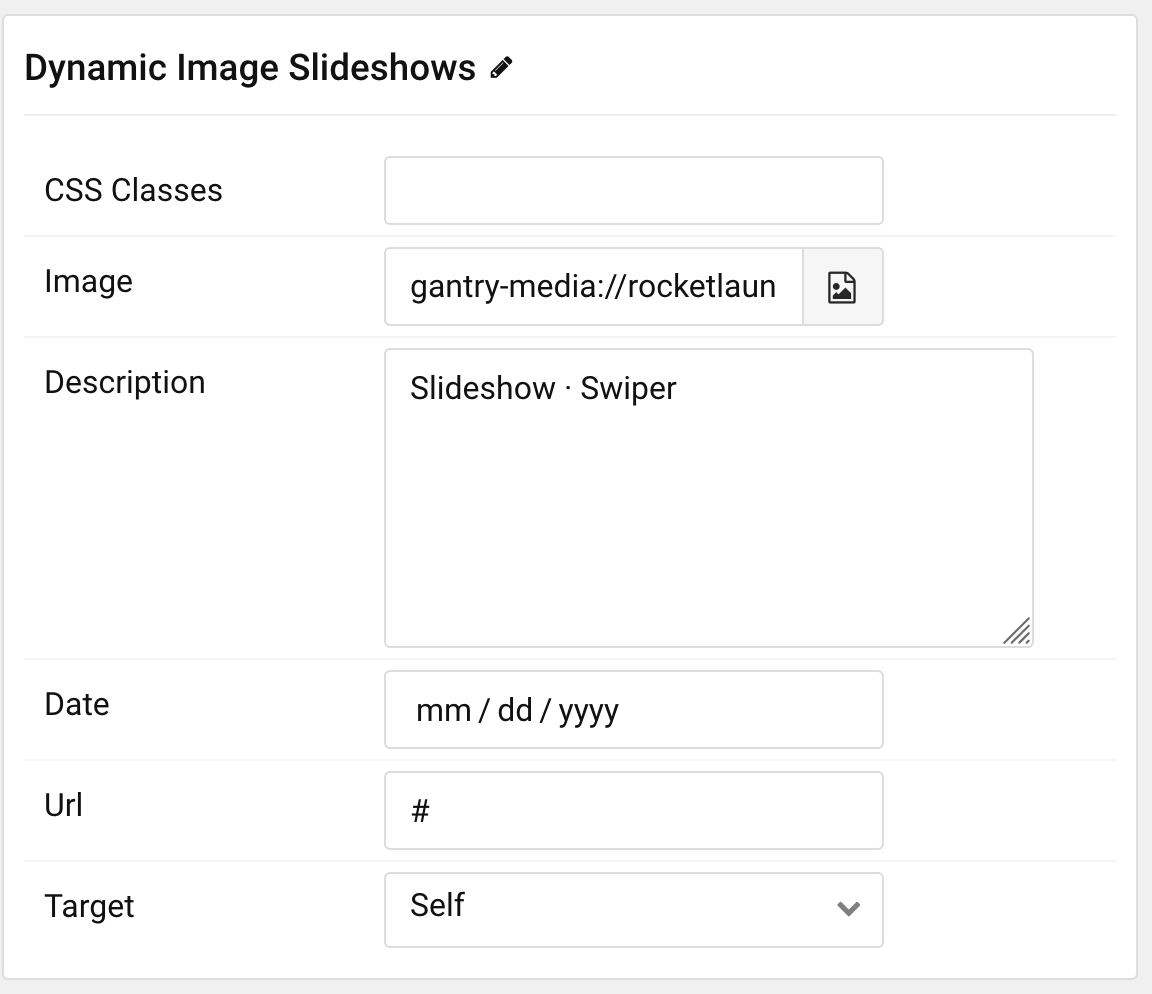 Dynamic Image Slideshows
CSS Classes
Image
gantry-media://rocketlaun
Description
Slideshow · Swiper
Date
mm / dd / yyyy
Url
#
Target
Self